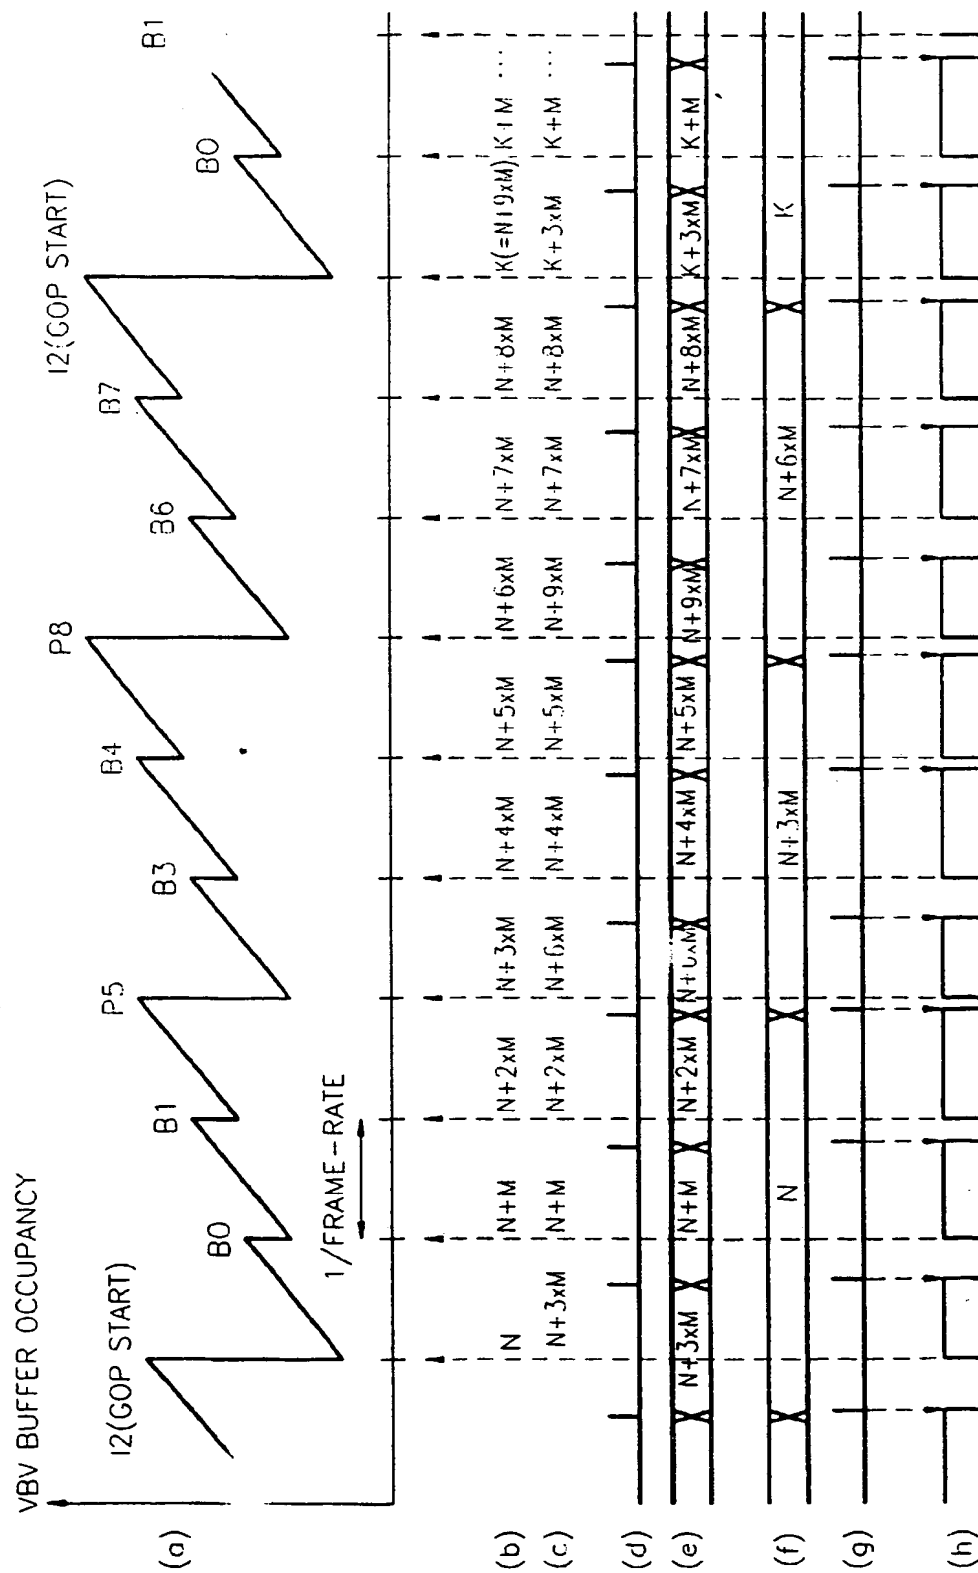 VBV BUFFER OCCUPANCY
(a)
I2(GOP START)
B0
B1
P5
B3
B4
P8
B6
B7
I2(GOP START)
B0
B1
1/FRAME-RATE
(b) N N+M N+2xM N+3xM N+4xM N+5xM N+6xM N+7xM N+8xM K(=N+9xM) K+M ...
(c) N+3xM N+M N+2xM N+6xM N+4xM N+5xM N+9xM N+7xM N+8xM K+3xM K+M ...
(d)
(e) N+3xM N+M N+2xM N+6xM N+4xM N+5xM N+9xM N+7xM N+8xM K+3xM K+M
(f) N N+3xM N+6xM K
(g)
(h)